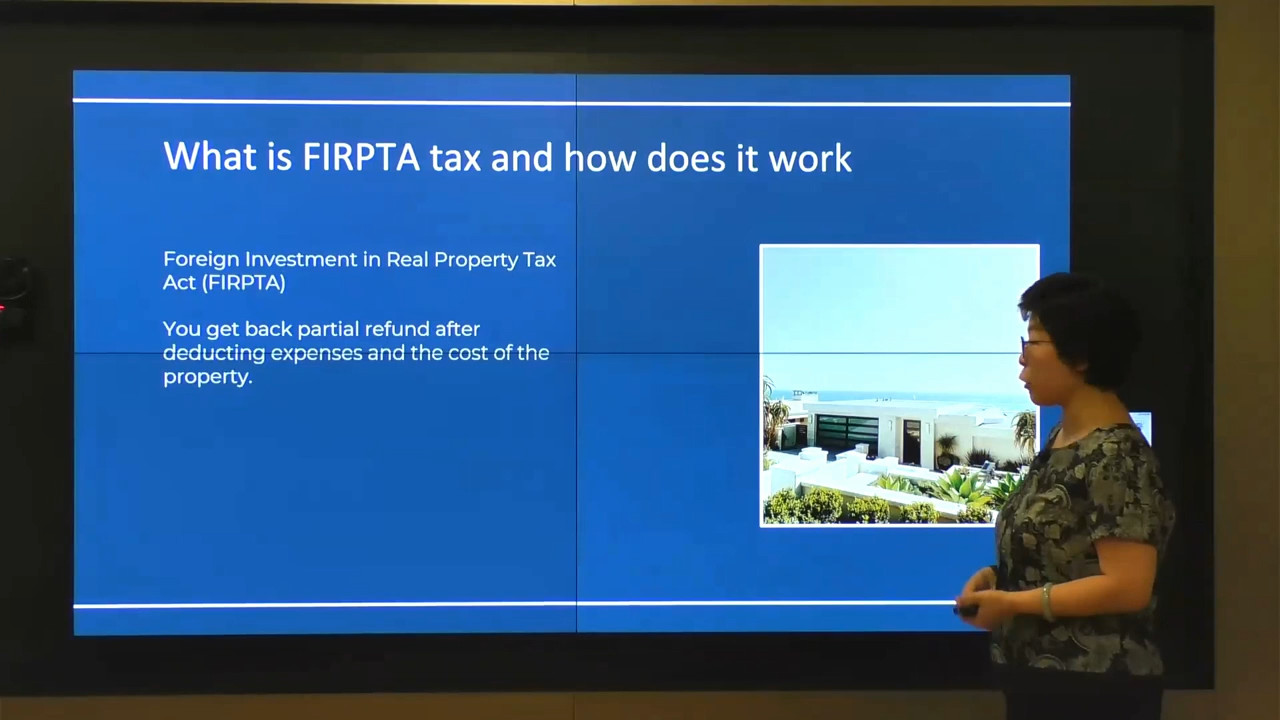 What is FIRPTA tax and how does it work
Foreign Investment in Real Property Tax
Act (FIRPTA)
You get back partial refund after
deducting expenses and the cost of the
property.